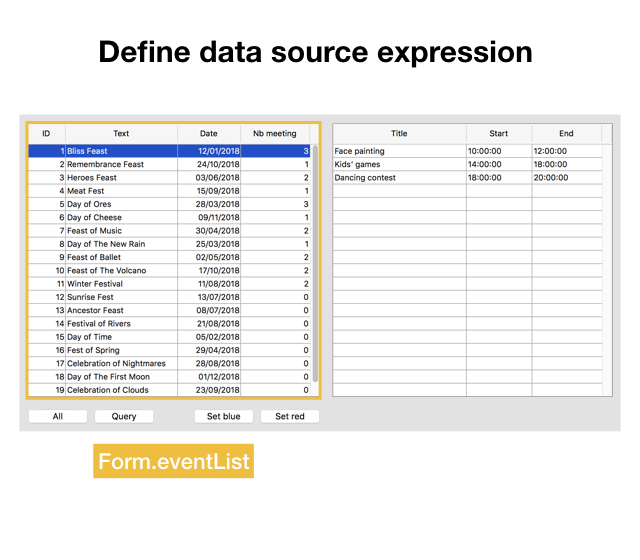 Define data source expression
ID Text Date Nb meeting Title Start End
1 Bliss Feast 12/01/2018 3 Face painting 10:00:00 12:00:00
2 Remembrance Feast 24/10/2018 1 Kids' games 14:00:00 18:00:00
3 Heroes Feast 03/06/2018 2 Dancing contest 18:00:00 20:00:00
4 Meat Fest 15/09/2018 1
5 Day of Ores 28/03/2018 3
6 Day of Cheese 09/11/2018 1
7 Feast of Music 30/04/2018 2
8 Day of The New Rain 25/03/2018 1
9 Feast of Ballet 02/05/2018 2
10 Feast of The Volcano 17/10/2018 2
11 Winter Festival 11/08/2018 2
12 Sunrise Fest 13/07/2018 0
13 Ancestor Feast 08/07/2018 0
14 Festival of Rivers 21/08/2018 0
15 Day of Time 05/02/2018 0
16 Fest of Spring 29/04/2018 0
17 Celebration of Nightmares 28/08/2018 0
18 Day of The First Moon 01/12/2018 0
19 Celebration of Clouds 23/09/2018 0
All Query Set blue Set red
Form.eventList